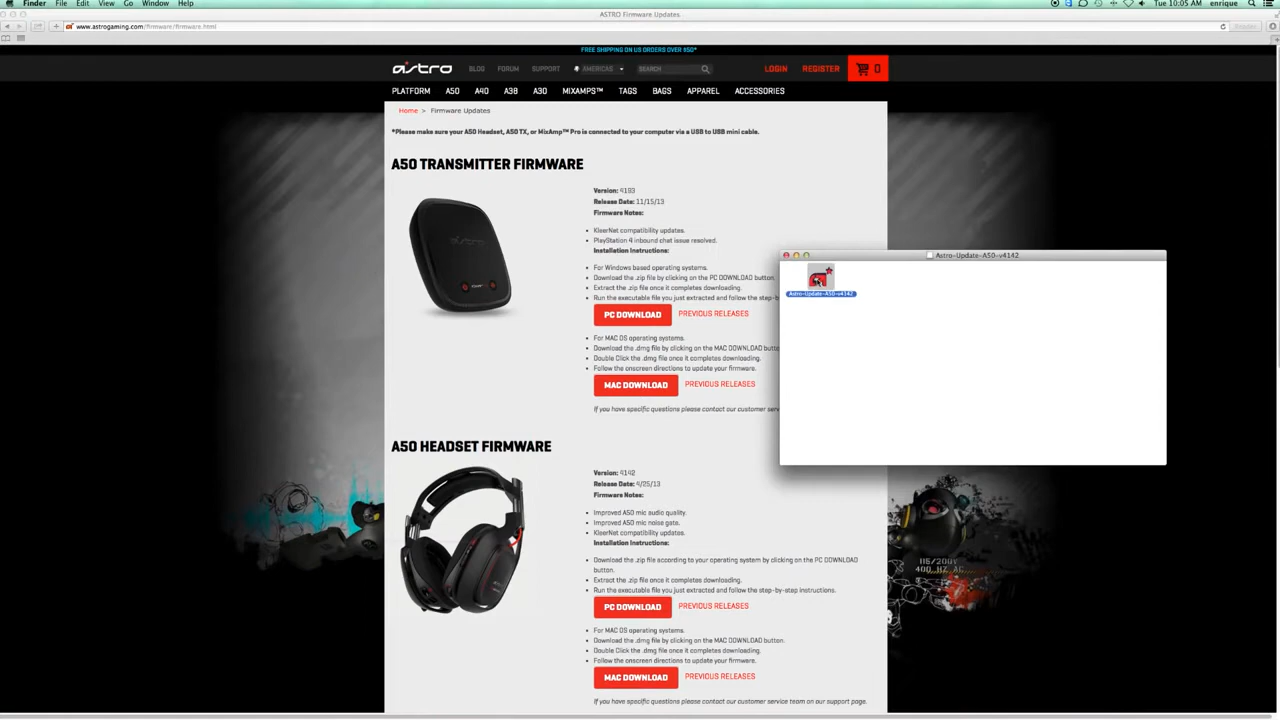 Finder File Edit View Go Window Help Tue 10:05 AM enrique
ASTRO Firmware Updates
www.astrogaming.com/firmware/firmware.html Reader
FREE SHIPPING ON US ORDERS OVER $50*
astro BLOG FORUM SUPPORT AMERICAS SEARCH LOGIN REGISTER 0
PLATFORM A50 A40 A38 A30 MIXAMPS™ TAGS BAGS APPAREL ACCESSORIES
Home > Firmware Updates
*Please make sure your A50 Headset, A50 TX, or MixAmp™ Pro is connected to your computer via a USB to USB mini cable.
A50 TRANSMITTER FIRMWARE
Version: 4193
Release Date: 11/15/13
Firmware Notes:
• KleerNet compatibility updates.
• PlayStation 4 inbound chat issue resolved.
Installation Instructions:
• For Windows based operating systems.
• Download the .zip file by clicking on the PC DOWNLOAD button.
• Extract the zip file once it completes downloading.
• Run the executable file you just extracted and follow the step-b
PC DOWNLOAD PREVIOUS RELEASES
• For MAC OS operating systems.
• Download the .dmg file by clicking on the MAC DOWNLOAD butto
• Double Click the .dmg file once it completes downloading.
• Follow the onscreen directions to update your firmware.
MAC DOWNLOAD PREVIOUS RELEASES
If you have specific questions please contact our customer serv
Astro-Update-A50-v4142
Astro-Update-A50-v4142
A50 HEADSET FIRMWARE
Version: 4142
Release Date: 4/25/13
Firmware Notes:
• Improved A50 mic audio quality.
• Improved A50 mic noise gate.
• KleerNet compatibility updates.
Installation Instructions:
• Download the .zip file according to your operating system by clicking on the PC DOWNLOAD
button.
• Extract the .zip file once it completes downloading.
• Run the executable file you just extracted and follow the step-by-step instructions.
PC DOWNLOAD PREVIOUS RELEASES
• For MAC OS operating systems.
• Download the .dmg file by clicking on the MAC DOWNLOAD button.
• Double Click the .dmg file once it completes downloading.
• Follow the onscreen directions to update your firmware.
MAC DOWNLOAD PREVIOUS RELEASES
If you have specific questions please contact our customer service team on our support page.
115/200V
400 HZ AC